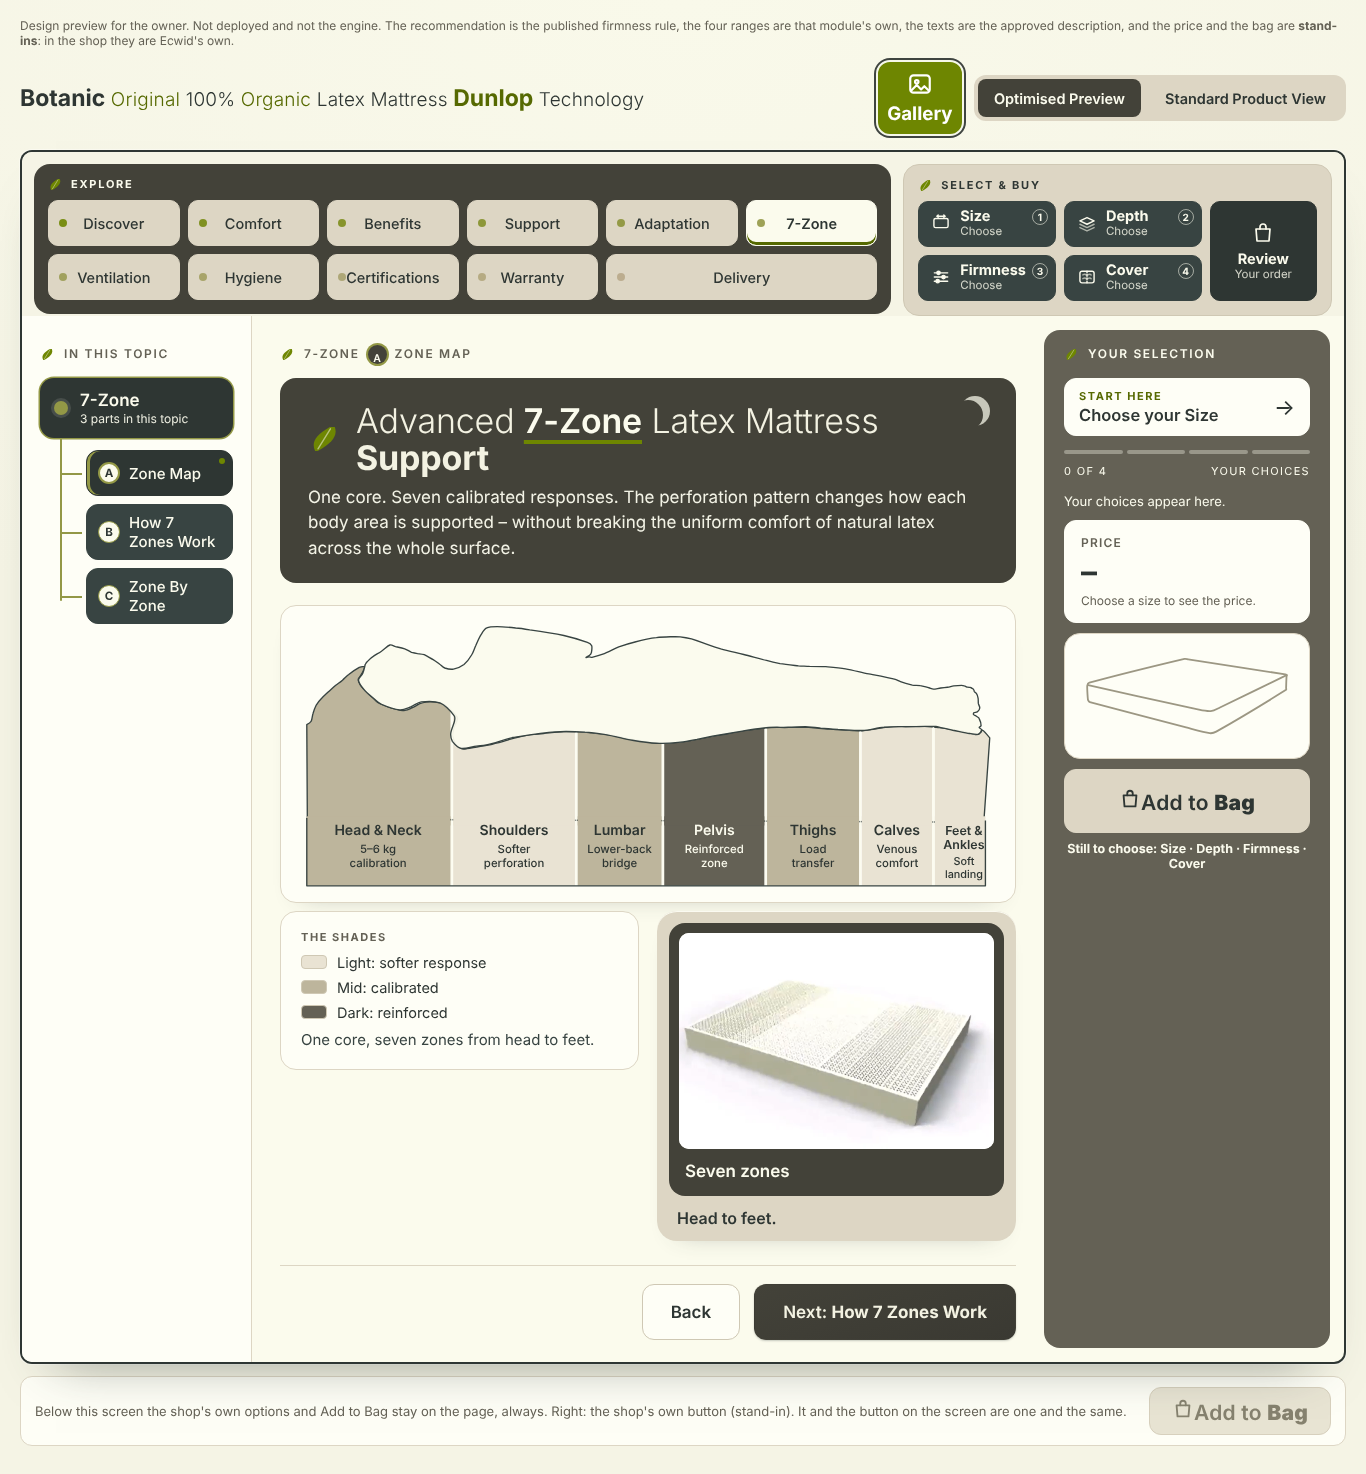 Design preview for the owner. Not deployed and not the engine. The recommendation is the published firmness rule, the four ranges are that module's own, the texts are the approved description, and the price and the bag are stand-
ins: in the shop they are Ecwid's own.
Botanic Original 100% Organic Latex Mattress Dunlop Technology
Gallery
Optimised Preview
Standard Product View
EXPLORE
Discover
Comfort
Benefits
Support
Adaptation
7-Zone
Ventilation
Hygiene
Certifications
Warranty
Delivery
SELECT & BUY
Size
Choose
1
Depth
Choose
2
Firmness
Choose
3
Cover
Choose
4
Review
Your order
IN THIS TOPIC
7-Zone
3 parts in this topic
A
Zone Map
B
How 7
Zones Work
C
Zone By
Zone
7-ZONE A ZONE MAP
Advanced 7-Zone Latex Mattress
Support
One core. Seven calibrated responses. The perforation pattern changes how each
body area is supported – without breaking the uniform comfort of natural latex
across the whole surface.
Head & Neck
5–6 kg
calibration
Shoulders
Softer
perforation
Lumbar
Lower-back
bridge
Pelvis
Reinforced
zone
Thighs
Load
transfer
Calves
Venous
comfort
Feet &
Ankles
Soft
landing
THE SHADES
Light: softer response
Mid: calibrated
Dark: reinforced
One core, seven zones from head to feet.
Seven zones
Head to feet.
Back
Next: How 7 Zones Work
YOUR SELECTION
START HERE
Choose your Size
0 OF 4
YOUR CHOICES
Your choices appear here.
PRICE
–
Choose a size to see the price.
Add to Bag
Still to choose: Size · Depth · Firmness ·
Cover
Below this screen the shop's own options and Add to Bag stay on the page, always. Right: the shop's own button (stand-in). It and the button on the screen are one and the same.
Add to Bag